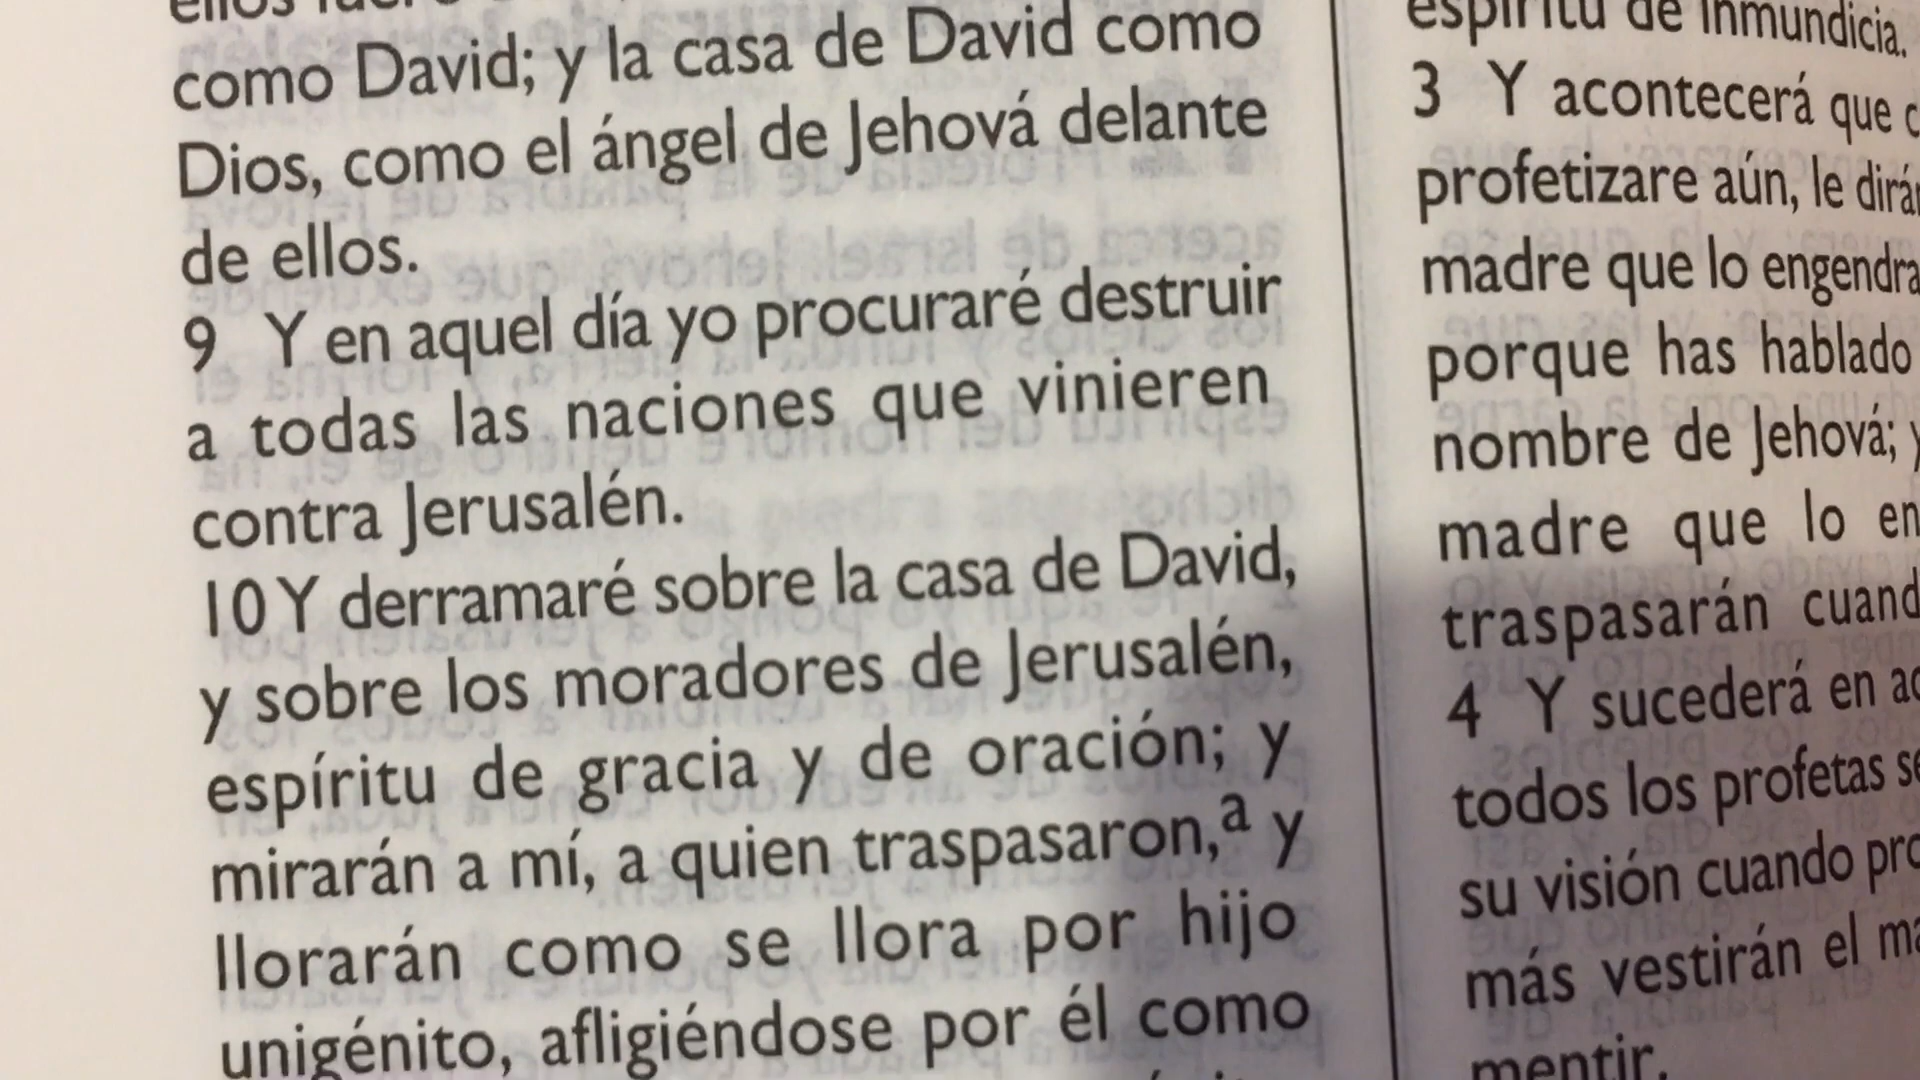 como David; y la casa de David como
Dios, como el ángel de Jehová delante
de ellos.
9 Y en aquel día yo procuraré destruir
a todas las naciones que vinieren
contra Jerusalén.
10 Y derramaré sobre la casa de David,
y sobre los moradores de Jerusalén,
espíritu de gracia y de oración; y
mirarán a mí, a quien traspasaron,ª y
llorarán como se llora por hijo
unigénito, afligiéndose por él como
espíritu de inmundicia.
3 Y acontecerá que
profetizare aún, le
madre que lo
porque has hablado
nombre de Jehová; y
madre que lo
traspasarán
4 Y sucederá en
todos los profetas
su visión cuando
más vestirán el
mentir.